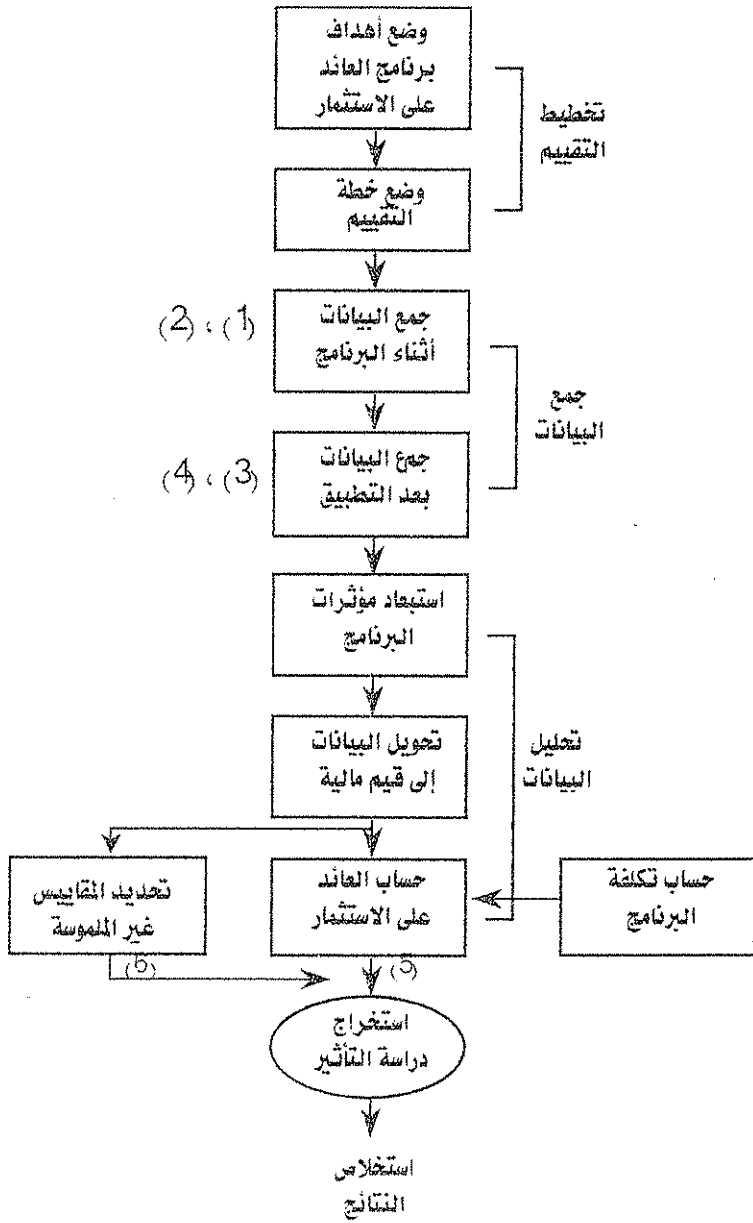 وضع أهداف
برنامج العائد
على الاستثمار
تخطيط
التقييم
وضع خطة
التقييم
(1) ، (2)
جمع البيانات
أثناء البرنامج
جمع
البيانات
(3) ، (4)
جمع البيانات
بعد التطبيق
استبعاد مؤثرات
البرنامج
تحويل البيانات
إلى قيم مالية
تحليل
البيانات
حساب تكلفة
البرنامج
حساب العائد
على الاستثمار
تحديد المقاييس
غير الملموسة
(5)
(6)
استخراج
دراسة التأثير
استخلاص
النتائج